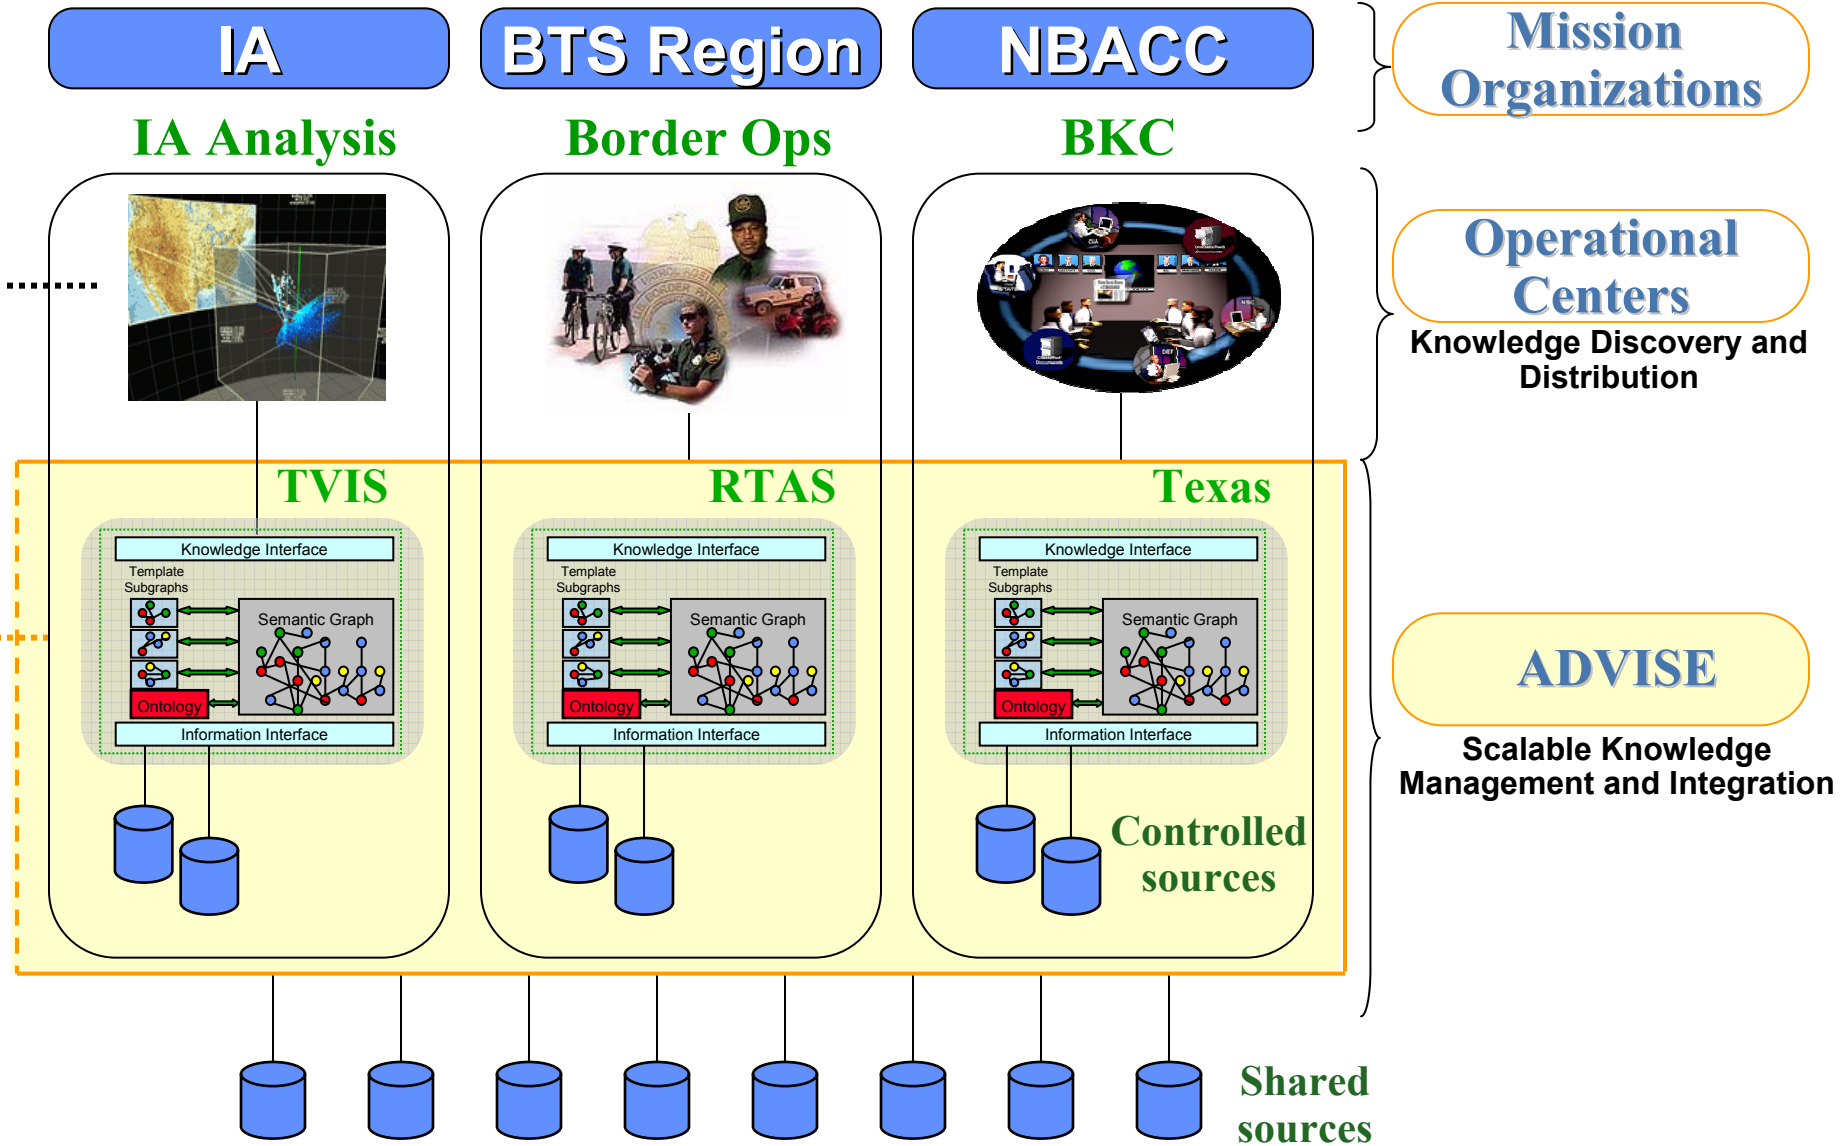 IA
BTS Region
NBACC
Mission
Organizations
IA Analysis
Border Ops
BKC
Operational
Centers
Knowledge Discovery and
Distribution
TVIS
RTAS
Texas
Knowledge Interface
Template
Subgraphs
Semantic Graph
Ontology
Information Interface
Knowledge Interface
Template
Subgraphs
Semantic Graph
Ontology
Information Interface
Knowledge Interface
Template
Subgraphs
Semantic Graph
Ontology
Information Interface
ADVISE
Scalable Knowledge
Management and Integration
Controlled
sources
Shared
sources